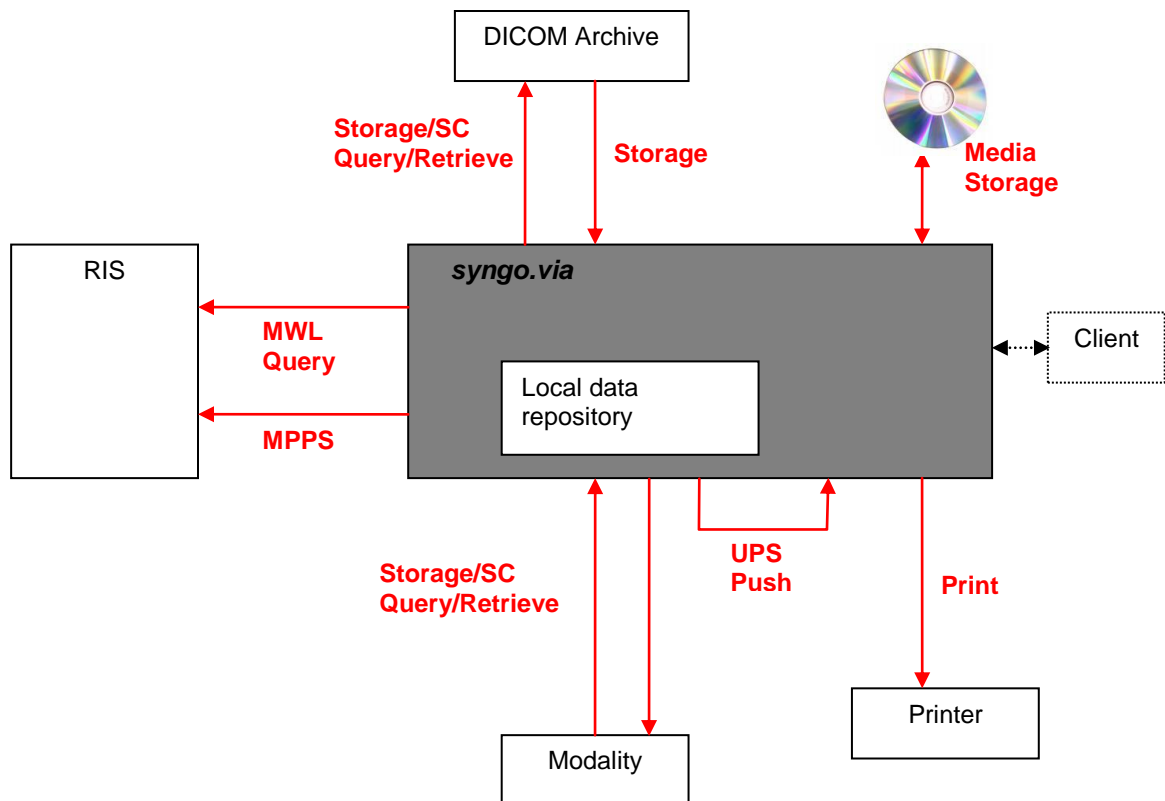 DICOM Archive
Storage/SC
Query/Retrieve
Storage
Media
Storage
RIS
syngo.via
MWL
Query
Client
Local data
repository
MPPS
Storage/SC
Query/Retrieve
UPS
Push
Print
Printer
Modality